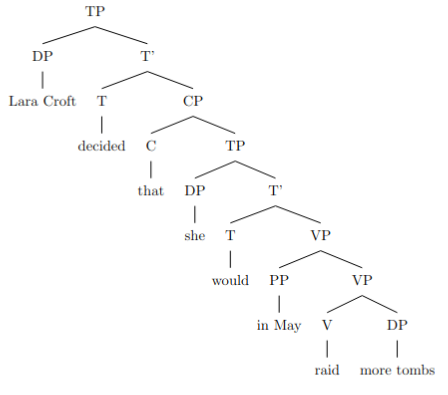 TP
DP T'
Lara Croft T CP
decided C TP
that DP T'
she T VP
would PP VP
in May V DP
raid more tombs